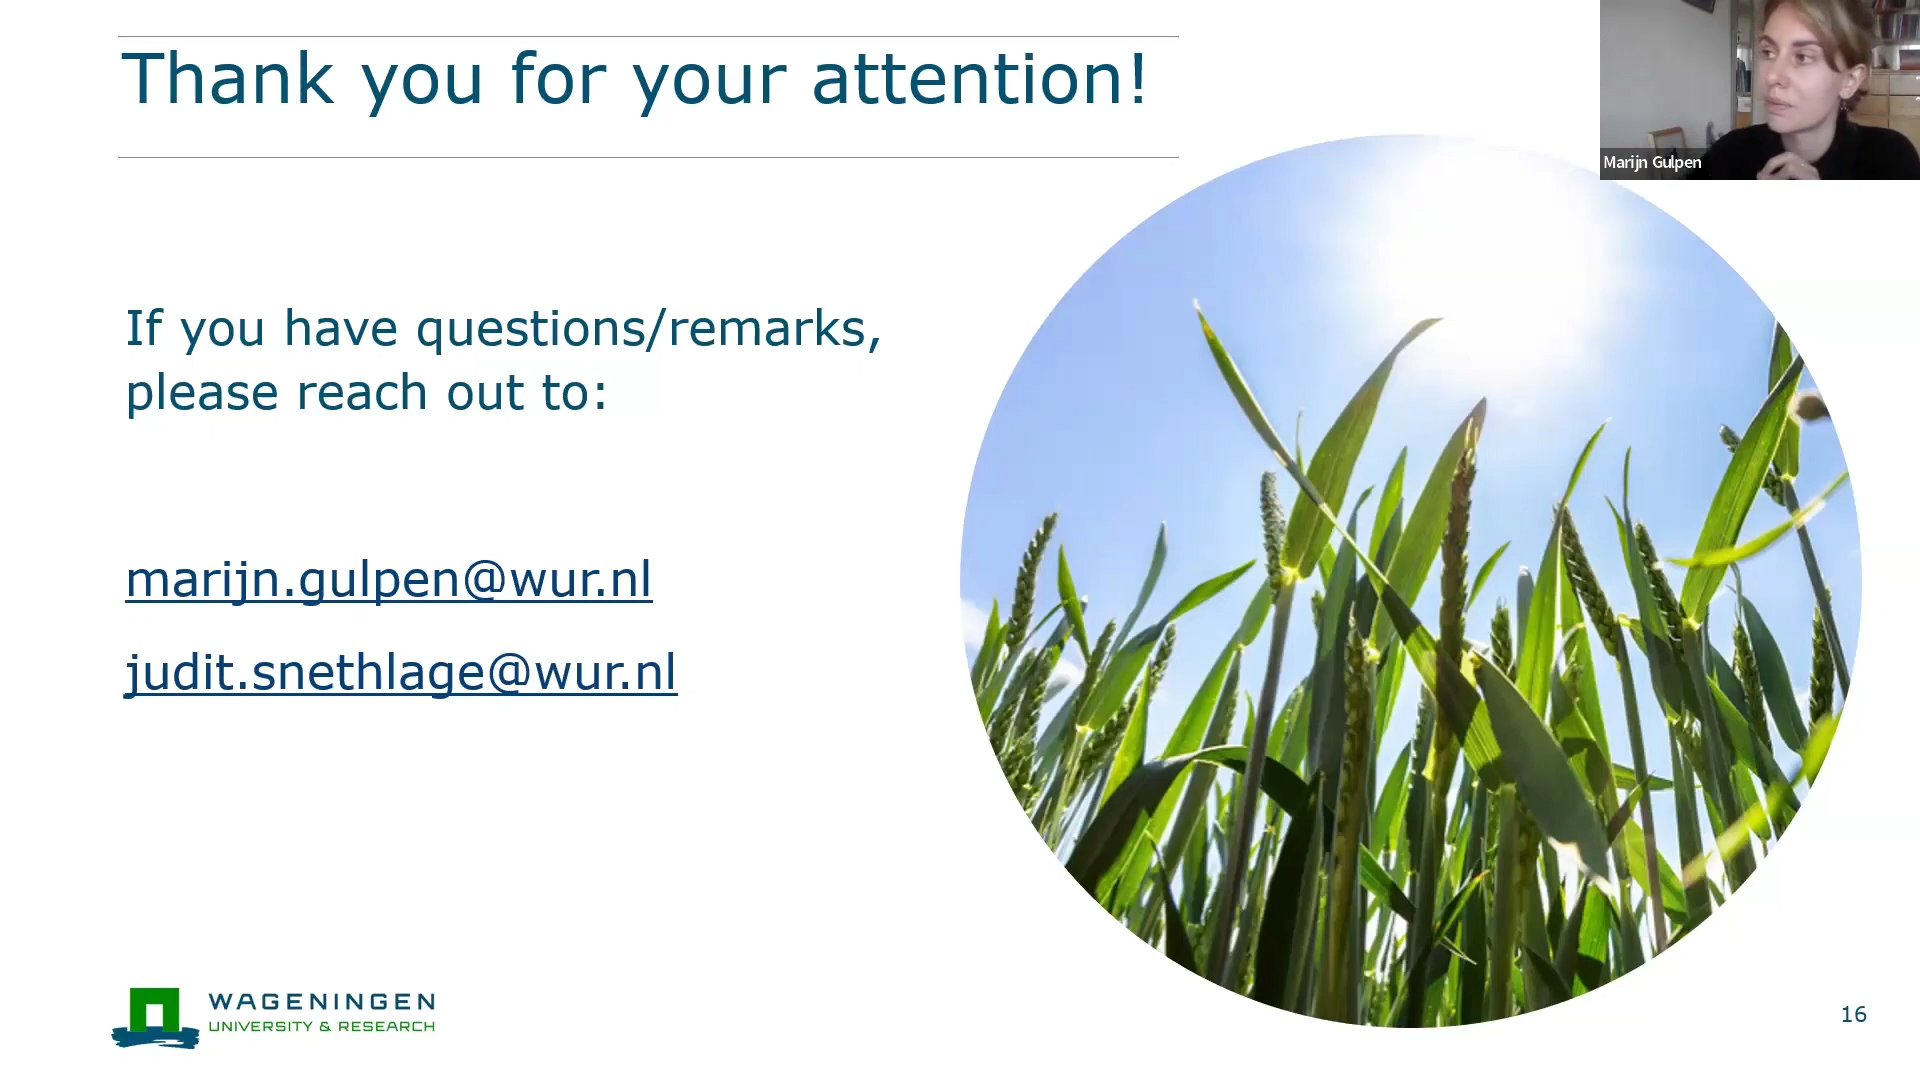 Thank you for your attention!
Marijn Gulpen
If you have questions/remarks,
please reach out to:
marijn.gulpen@wur.nl
judit.snethlage@wur.nl
WAGENINGEN
UNIVERSITY & RESEARCH
16